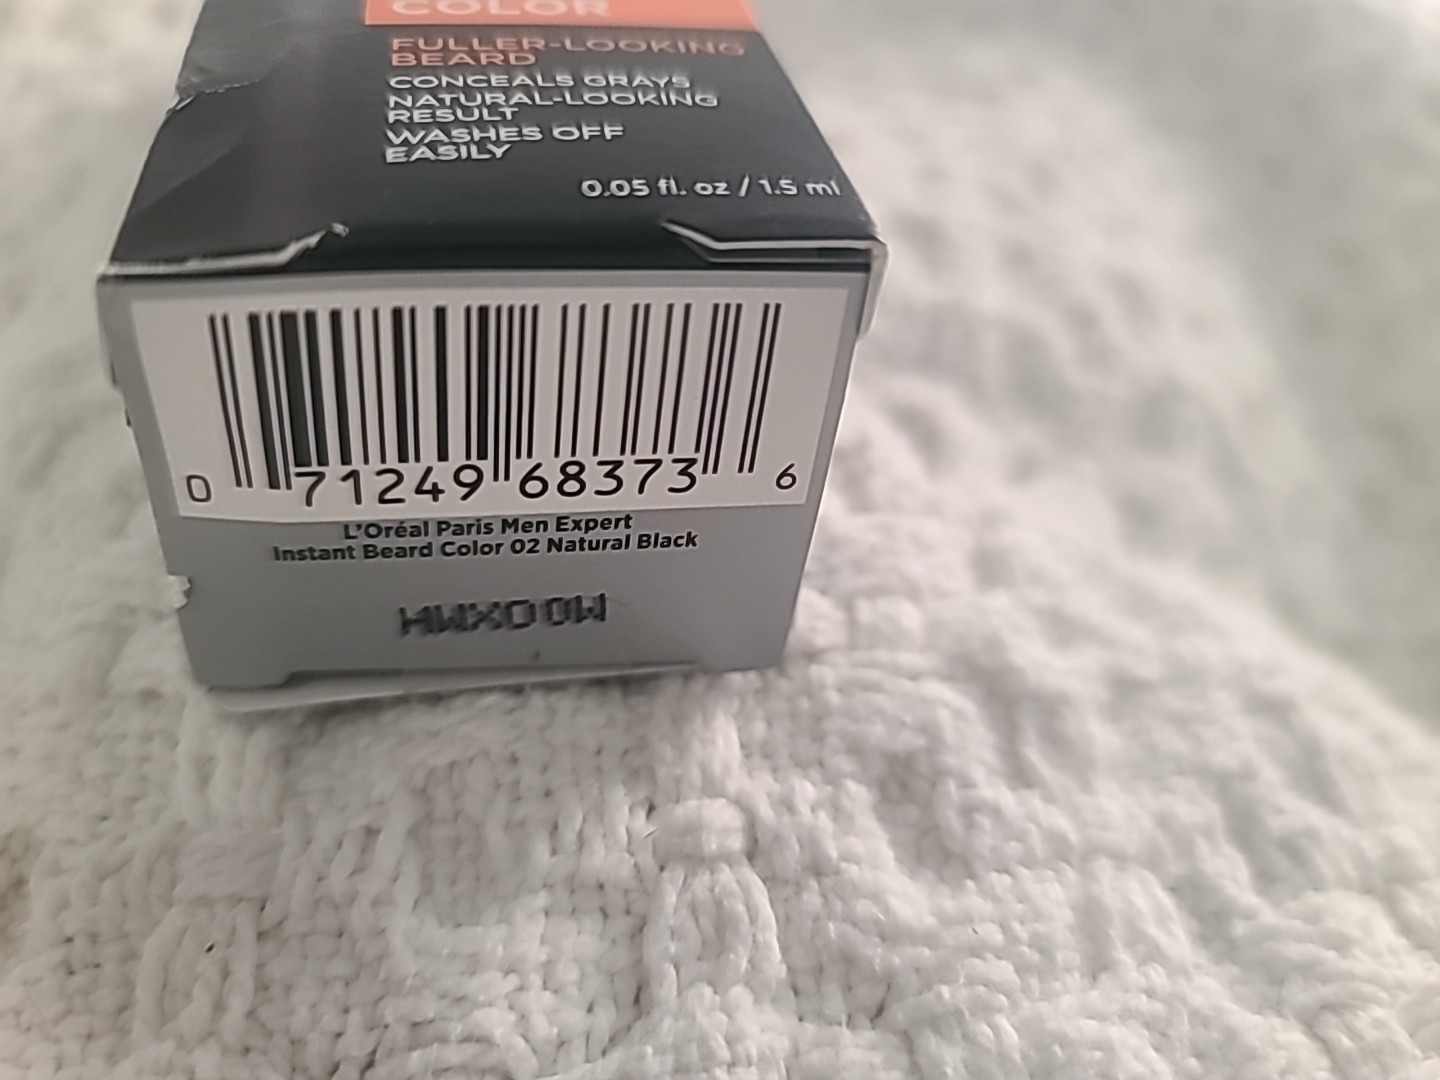 COLOR
FULLER-LOOKING
BEARD
CONCEALS GRAYS
NATURAL-LOOKING
RESULT
WASHES OFF
EASILY
0.05 fl. oz / 1.5 ml
0 71249 68373 6
L'Oréal Paris Men Expert
Instant Beard Color 02 Natural Black